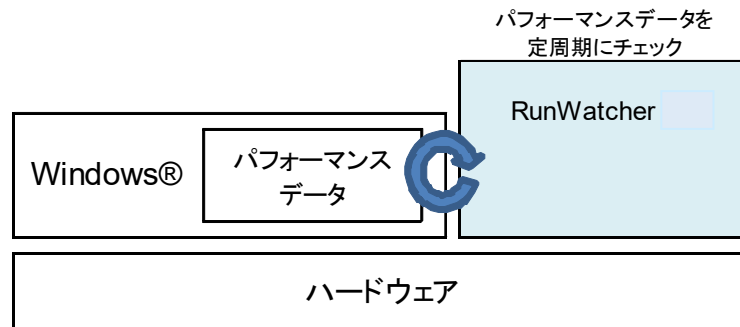 パフォーマンスデータを
定周期にチェック
RunWatcher
Windows®
パフォーマンス
データ
ハードウェア